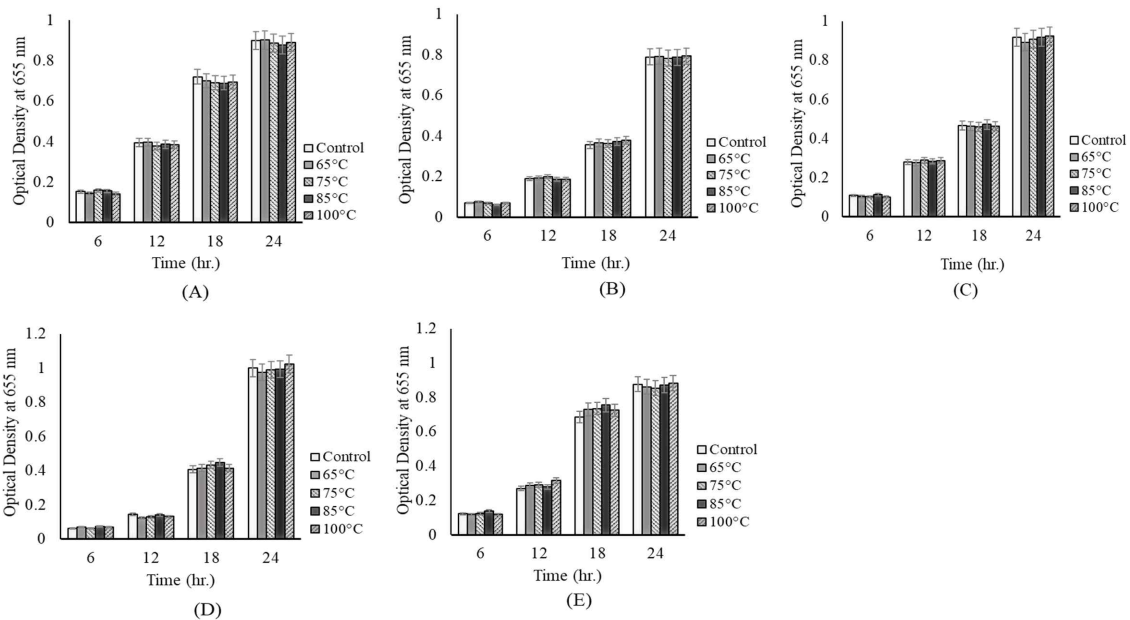 Optical Density at 655 nm
1
0.8
0.6
0.4
0.2
0
6 12 18 24
Time (hr.)
Control
65°C
75°C
85°C
100°C
(A)
Optical Density at 655 nm
1
0.8
0.6
0.4
0.2
0
6 12 18 24
Time (hr.)
Control
65°C
75°C
85°C
100°C
(B)
Optical Density at 655 nm
1
0.8
0.6
0.4
0.2
0
6 12 18 24
Time (hr.)
Control
65°C
75°C
85°C
100°C
(C)
Optical Density at 655 nm
1.2
1
0.8
0.6
0.4
0.2
0
6 12 18 24
Time (hr.)
Control
65°C
75°C
85°C
100°C
(D)
Optical Density at 655 nm
1.2
1
0.8
0.6
0.4
0.2
0
6 12 18 24
Time (hr.)
Control
65°C
75°C
85°C
100°C
(E)